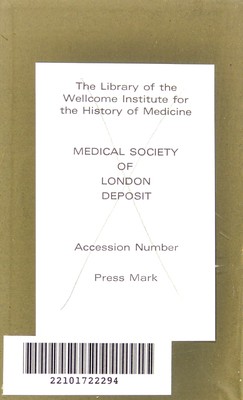 The Library of the
Wellcome Institute for
the History of Medicine
MEDICAL SOCIETY
OF
LONDON
DEPOSIT
Accession Number
Press Mark
22101722294